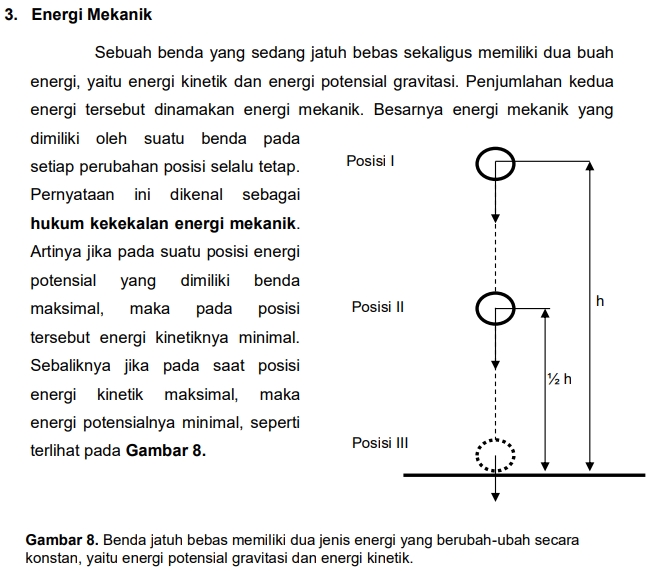 3. Energi Mekanik
Sebuah benda yang sedang jatuh bebas sekaligus memiliki dua buah
energi, yaitu energi kinetik dan energi potensial gravitasi. Penjumlahan kedua
energi tersebut dinamakan energi mekanik. Besarnya energi mekanik yang
dimiliki oleh suatu benda pada
setiap perubahan posisi selalu tetap.
Pernyataan ini dikenal sebagai
hukum kekekalan energi mekanik.
Artinya jika pada suatu posisi energi
potensial yang dimiliki benda
maksimal, maka pada posisi
tersebut energi kinetiknya minimal.
Sebaliknya jika pada saat posisi
energi kinetik maksimal, maka
energi potensialnya minimal, seperti
terlihat pada Gambar 8.
Posisi I
Posisi II
h
½ h
Posisi III
Gambar 8. Benda jatuh bebas memiliki dua jenis energi yang berubah-ubah secara
konstan, yaitu energi potensial gravitasi dan energi kinetik.